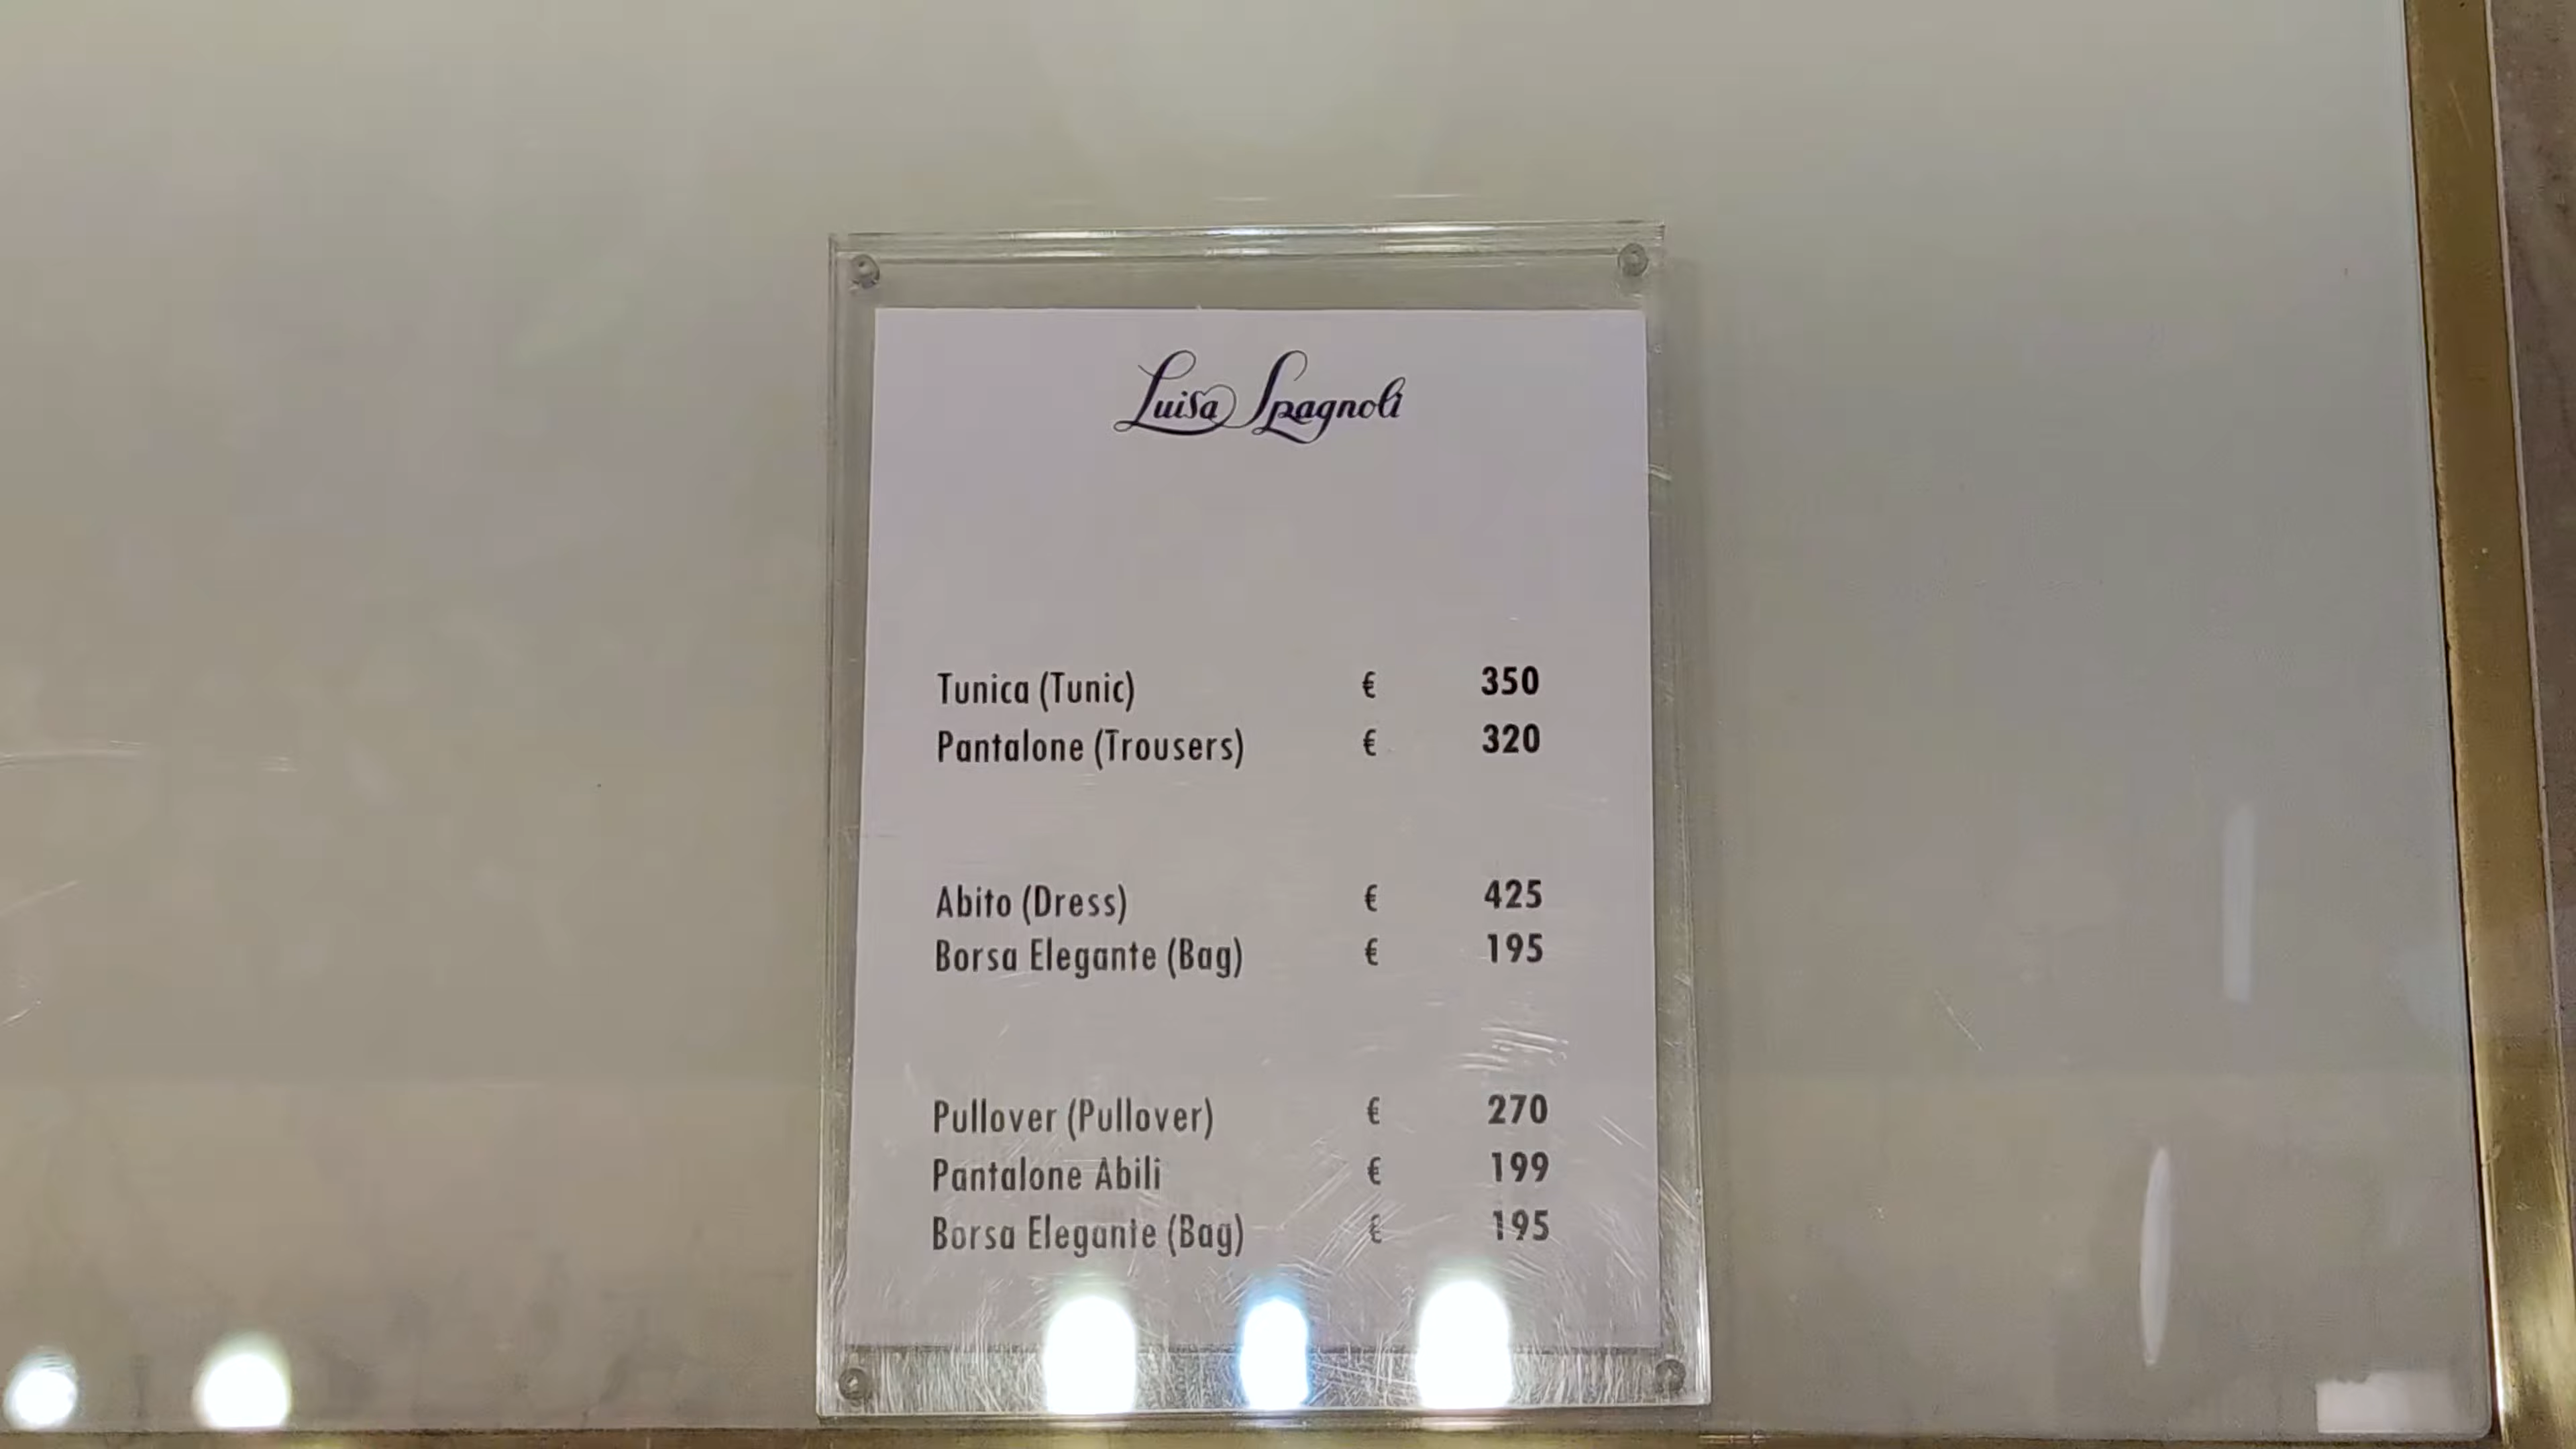 Luisa Spagnoli
Tunica (Tunic) € 350
Pantalone (Trousers) € 320
Abito (Dress) € 425
Borsa Elegante (Bag) € 195
Pullover (Pullover) € 270
Pantalone Abili € 199
Borsa Elegante (Bag) € 195